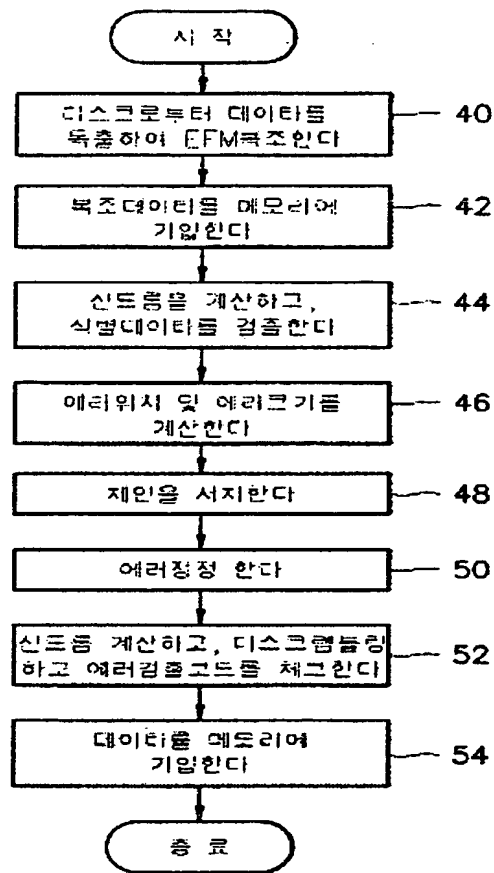 시 작
디스크로부터 데이타를
독출하여 EFM복조한다
40
복조데이타를 메모리에
기입한다
42
신드롬을 계산하고,
식별데이타를 검출한다
44
에러위치 및 에러크기를
계산한다
46
체인을 서치한다
48
에러정정 한다
50
신드롬 계산하고, 디스크램블링
하고 에러검출코드를 체크한다
52
데이타를 메모리에
기입한다
54
종 료